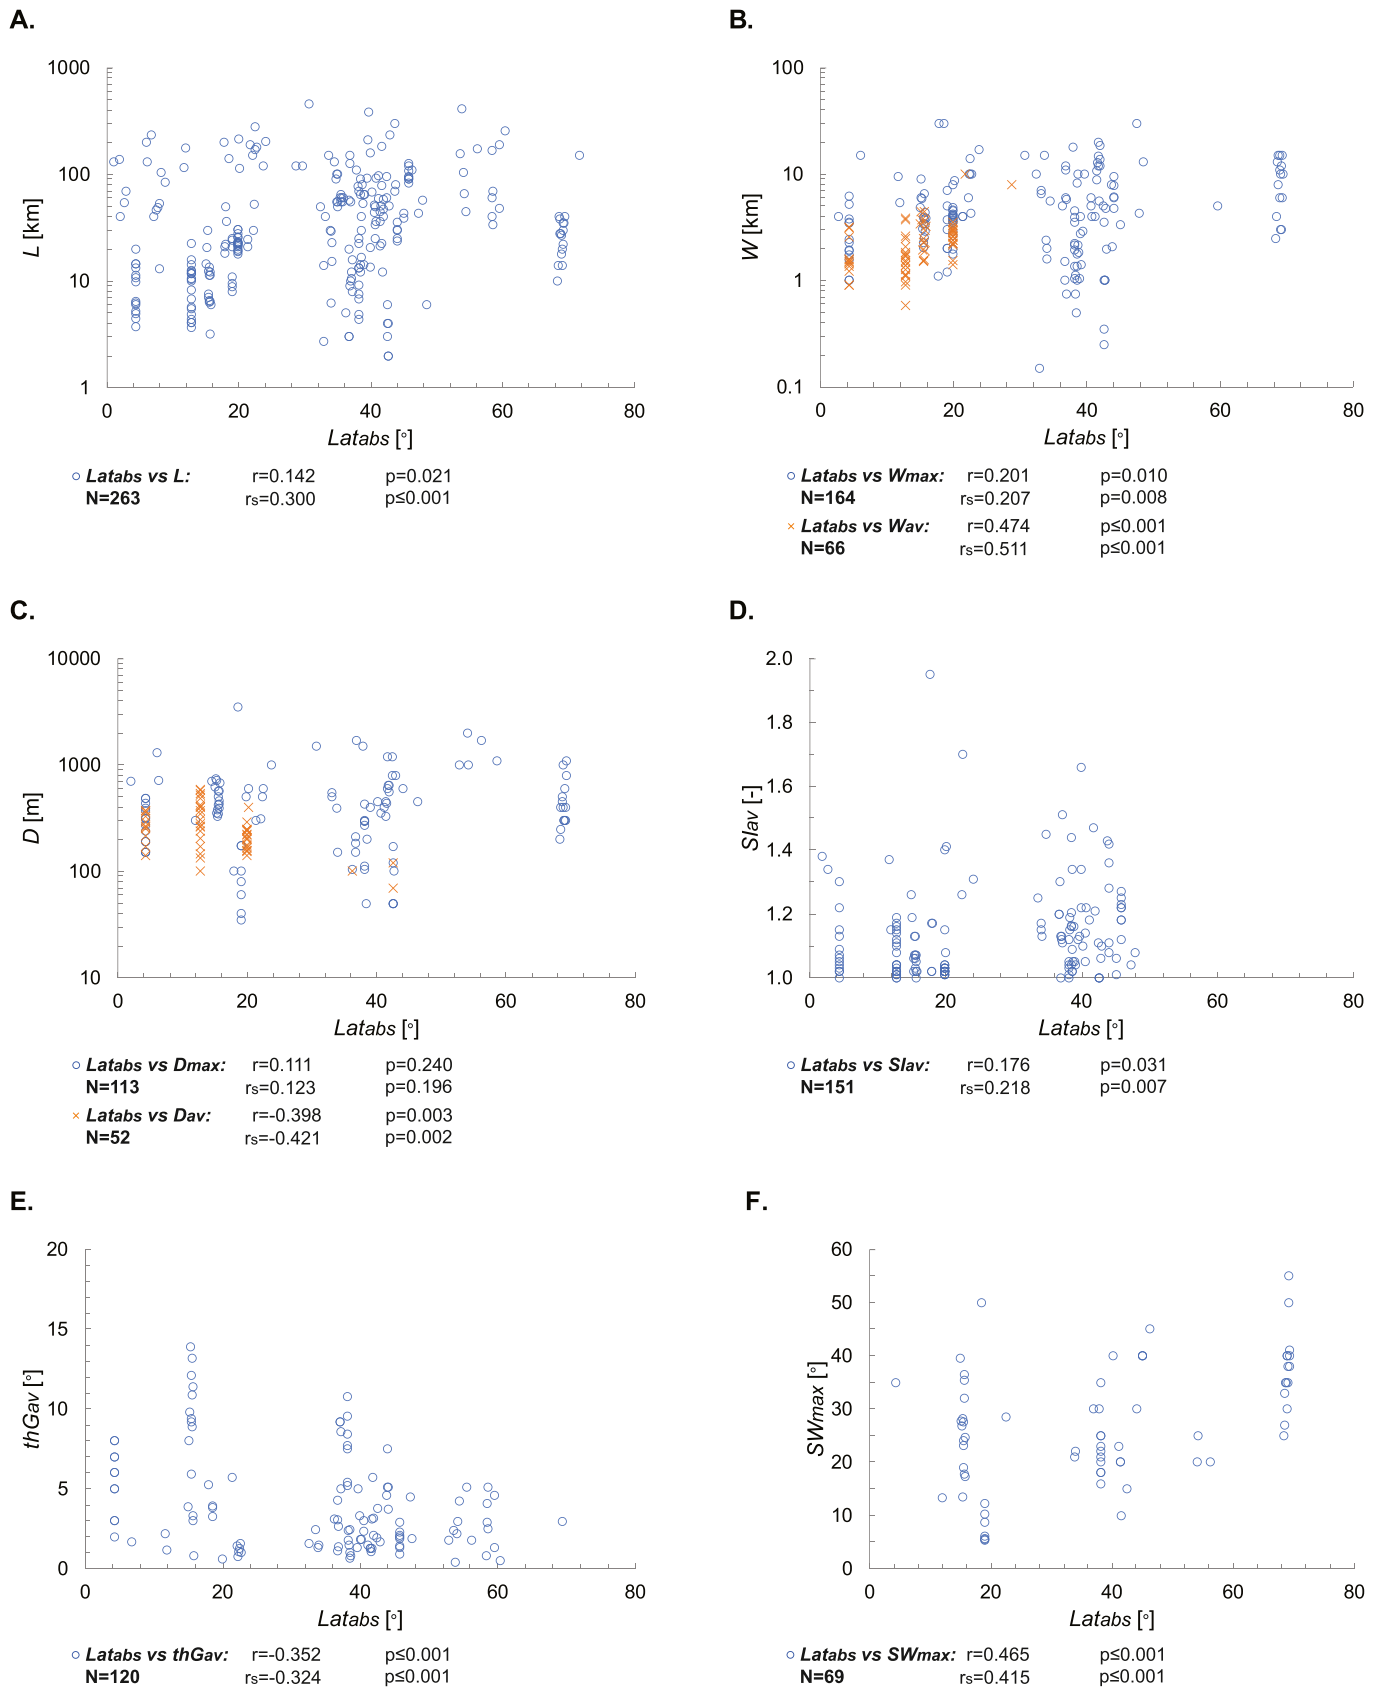 A.
1000
100
10
1
L [km]
0 20 40 60 80
Latabs [°]
Latabs vs L: r=0.142 p=0.021
N=263 rs=0.300 p≤0.001
B.
100
10
1
0.1
W [km]
0 20 40 60 80
Latabs [°]
Latabs vs Wmax: r=0.201 p=0.010
N=164 rs=0.207 p=0.008
Latabs vs Wav: r=0.474 p≤0.001
N=66 rs=0.511 p≤0.001
C.
10000
1000
100
10
D [m]
0 20 40 60 80
Latabs [°]
Latabs vs Dmax: r=0.111 p=0.240
N=113 rs=0.123 p=0.196
Latabs vs Dav: r=-0.398 p=0.003
N=52 rs=-0.421 p=0.002
D.
2.0
1.8
1.6
1.4
1.2
1.0
SIav [-]
0 20 40 60 80
Latabs [°]
Latabs vs SIav: r=0.176 p=0.031
N=151 rs=0.218 p=0.007
E.
20
15
10
5
0
thGav [°]
0 20 40 60 80
Latabs [°]
Latabs vs thGav: r=-0.352 p≤0.001
N=120 rs=-0.324 p≤0.001
F.
60
50
40
30
20
10
0
SWmax [°]
0 20 40 60 80
Latabs [°]
Latabs vs SWmax: r=0.465 p≤0.001
N=69 rs=0.415 p≤0.001